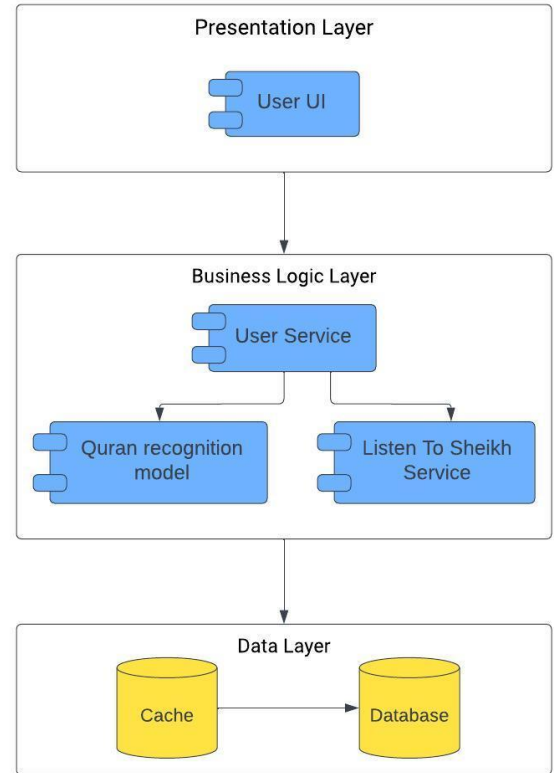 Presentation Layer
User UI
Business Logic Layer
User Service
Quran recognition
model
Listen To Sheikh
Service
Data Layer
Cache
Database